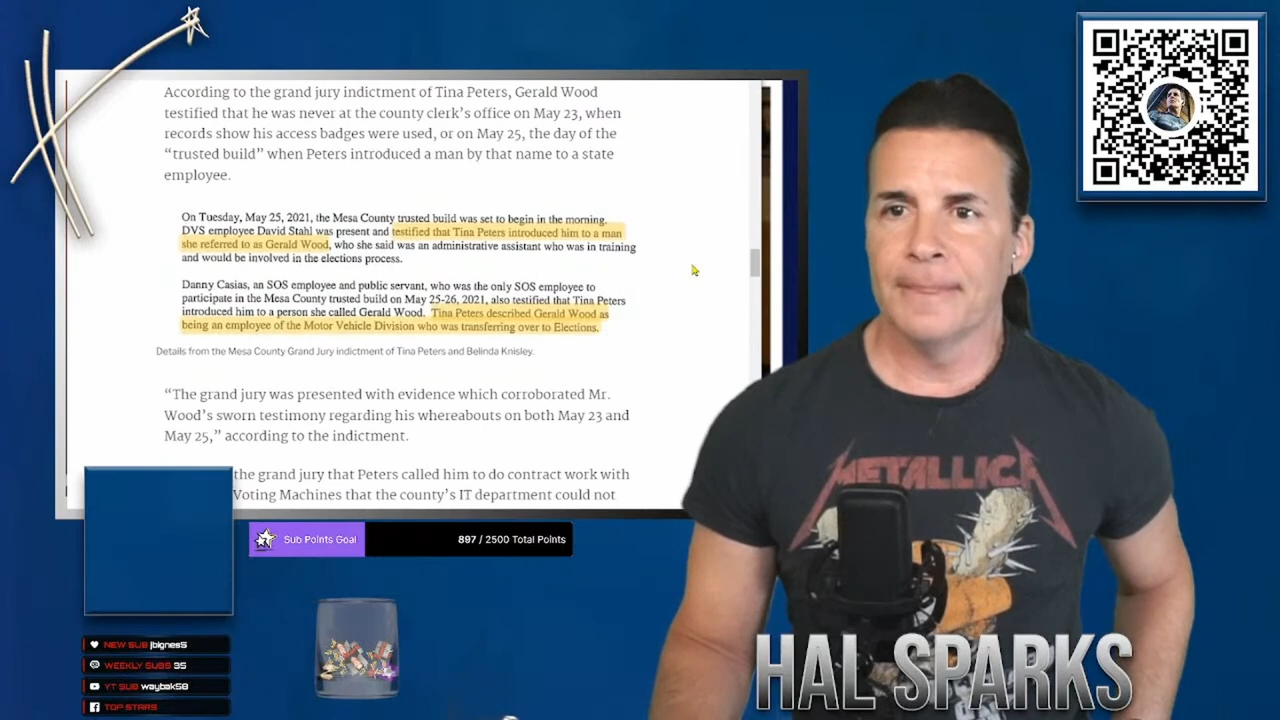 According to the grand jury indictment of Tina Peters, Gerald Wood
testified that he was never at the county clerk's office on May 23, when
records show his access badges were used, or on May 25, the day of the
“trusted build” when Peters introduced a man by that name to a state
employee.
On Tuesday, May 25, 2021, the Mesa County trusted build was set to begin in the morning.
DVS employee David Stahl was present and testified that Tina Peters introduced him to a man
she referred to as Gerald Wood, who she said was an administrative assistant who was in training
and would be involved in the elections process.
Danny Casias, an SOS employee and public servant, who was the only SOS employee to
participate in the Mesa County trusted build on May 25-26, 2021, also testified that Tina Peters
introduced him to a person she called Gerald Wood. Tina Peters described Gerald Wood as
being an employee of the Motor Vehicle Division who was transferring over to Elections.
Details from the Mesa County Grand Jury indictment of Tina Peters and Belinda Knisley.
“The grand jury was presented with evidence which corroborated Mr.
Wood's sworn testimony regarding his whereabouts on both May 23 and
May 25,” according to the indictment.
the grand jury that Peters called him to do contract work with
Voting Machines that the county's IT department could not
Sub Points Goal
897 / 2500 Total Points
NEW SUB jbigness
WEEKLY SUBS 35
YT SUB waybak58
TOP STARS
METALLICA
HAL SPARKS